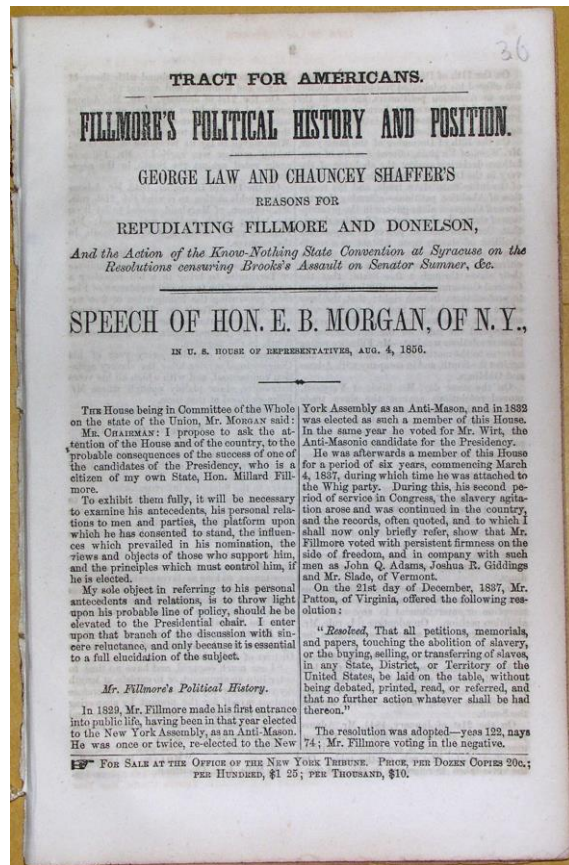 36
TRACT FOR AMERICANS.
FILLMORE'S POLITICAL HISTORY AND POSITION.
GEORGE LAW AND CHAUNCEY SHAFFER'S
REASONS FOR
REPUDIATING FILLMORE AND DONELSON,
And the Action of the Know-Nothing State Convention at Syracuse on the
Resolutions censuring Brooks's Assault on Senator Sumner, &c.
SPEECH OF HON. E. B. MORGAN, OF N. Y.,
IN U. S. HOUSE OF REPRESENTATIVES, AUG. 4, 1856.
THE House being in Committee of the Whole
on the state of the Union, Mr. MORGAN said:
MR. CHAIRMAN: I propose to ask the at-
tention of the House and of the country, to the
probable consequences of the success of one of
the candidates of the Presidency, who is a
citizen of my own State, Hon. Millard Fill-
more.
To exhibit them fully, it will be necessary
to examine his antecedents, his personal rela-
tions to men and parties, the platform upon
which he has consented to stand, the influen-
ces which prevailed in his nomination, the
views and objects of those who support him,
and the principles which must control him, if
he is elected.
My sole object in referring to his personal
antecedents and relations, is to throw light
upon his probable line of policy, should he be
elevated to the Presidential chair. I enter
upon that branch of the discussion with sin-
cere reluctance, and only because it is essential
to a full elucidation of the subject.
Mr. Fillmore's Political History.
In 1829, Mr. Fillmore made his first entrance
into public life, having been in that year elected
to the New York Assembly, as an Anti-Mason.
He was once or twice, re-elected to the New
York Assembly as an Anti-Mason, and in 1832
was elected as such a member of this House.
In the same year he voted for Mr. Wirt, the
Anti-Masonic candidate for the Presidency.
He was afterwards a member of this House
for a period of six years, commencing March
4, 1837, during which time he was attached to
the Whig party. During this, his second pe-
riod of service in Congress, the slavery agita-
tion arose and was continued in the country,
and the records, often quoted, and to which I
shall now only briefly refer, show that Mr.
Fillmore voted with persistent firmness on the
side of freedom, and in company with such
men as John Q. Adams, Joshua R. Giddings
and Mr. Slade, of Vermont.
On the 21st day of December, 1837, Mr.
Patton, of Virginia, offered the following res-
olution:
"Resolved, That all petitions, memorials,
and papers, touching the abolition of slavery,
or the buying, selling, or transferring of slaves,
in any State, District, or Territory of the
United States, be laid on the table, without
being debated, printed, read, or referred, and
that no further action whatever shall be had
thereon."
The resolution was adopted—yeas 122, nays
74; Mr. Fillmore voting in the negative.
☞ FOR SALE AT THE OFFICE OF THE NEW YORK TRIBUNE. PRICE, PER DOZEN COPIES 20c.;
PER HUNDRED, $1 25; PER THOUSAND, $10.